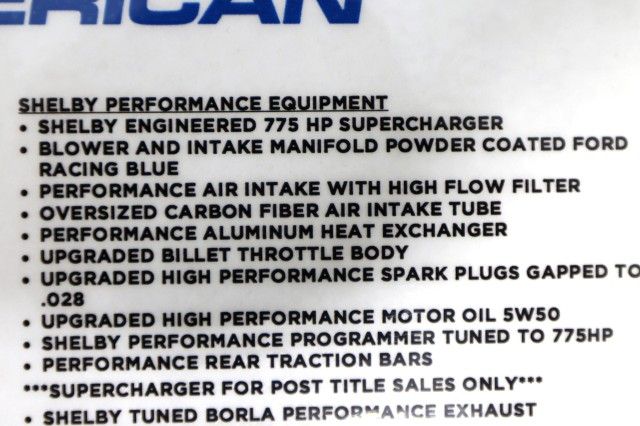 ERICAN
SHELBY PERFORMANCE EQUIPMENT
• SHELBY ENGINEERED 775 HP SUPERCHARGER
• BLOWER AND INTAKE MANIFOLD POWDER COATED FORD
RACING BLUE
• PERFORMANCE AIR INTAKE WITH HIGH FLOW FILTER
• OVERSIZED CARBON FIBER AIR INTAKE TUBE
• PERFORMANCE ALUMINUM HEAT EXCHANGER
• UPGRADED BILLET THROTTLE BODY
• UPGRADED HIGH PERFORMANCE SPARK PLUGS GAPPED TO
.028
• UPGRADED HIGH PERFORMANCE MOTOR OIL 5W50
• SHELBY PERFORMANCE PROGRAMMER TUNED TO 775HP
• PERFORMANCE REAR TRACTION BARS
***SUPERCHARGER FOR POST TITLE SALES ONLY***
• SHELBY TUNED BORLA PERFORMANCE EXHAUST